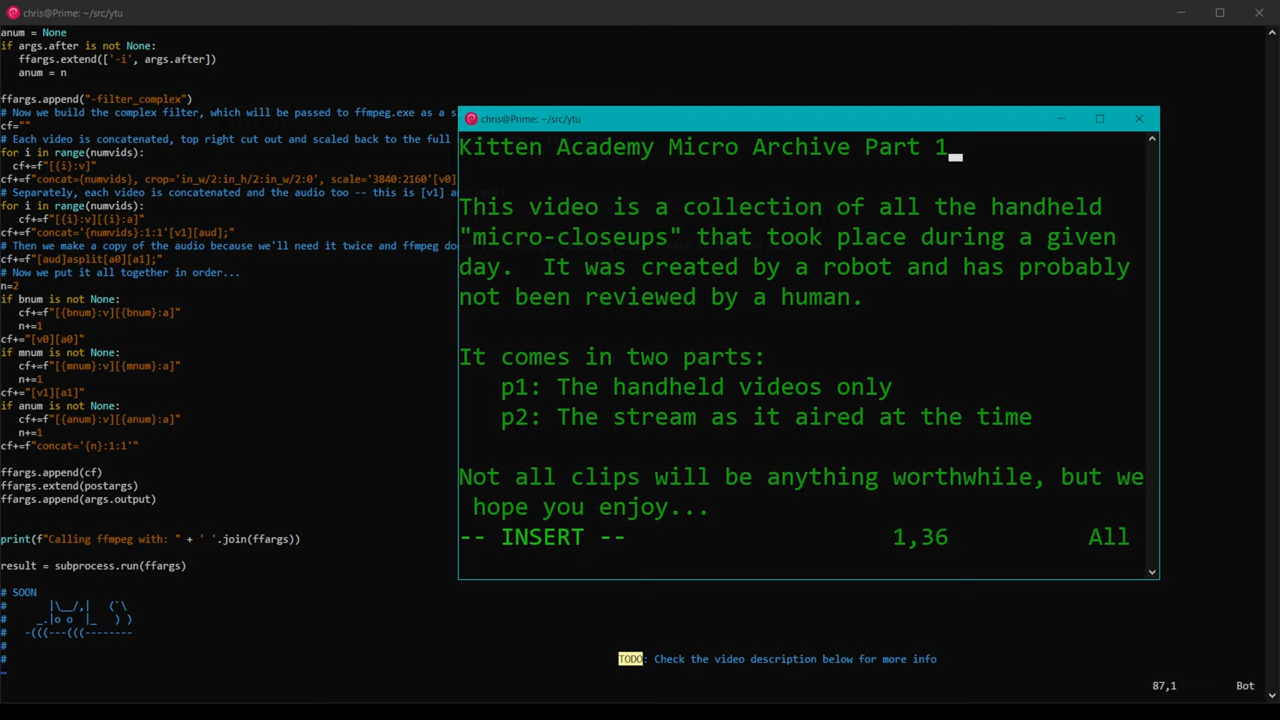 chris@Prime: ~/src/ytu
anum = None
if args.after is not None:
ffargs.extend(['-i', args.after])
anum = n
ffargs.append("-filter_complex")
# Now we build the complex filter, which will be passed to ffmpeg.exe as a s
cf=""
# Each video is concatenated, top right cut out and scaled back to the full
for i in range(numvids):
cf+=f"[{i}:v]"
cf+=f"concat={numvids}, crop='in_w/2:in_h/2:in_w/2:0', scale='3840:2160'[v0]
# Separately, each video is concatenated and the audio too -- this is [v1] a
for i in range(numvids):
cf+=f"[{i}:v][{i}:a]"
cf+=f"concat='{numvids}:1:1'[v1][aud];"
# Then we make a copy of the audio because we'll need it twice and ffmpeg do
cf+=f"[aud]asplit[a0][a1];"
# Now we put it all together in order...
n=2
if bnum is not None:
cf+=f"[{bnum}:v][{bnum}:a]"
n+=1
cf+="[v0][a0]"
if mnum is not None:
cf+=f"[{mnum}:v][{mnum}:a]"
n+=1
cf+="[v1][a1]"
if anum is not None:
cf+=f"[{anum}:v][{anum}:a]"
n+=1
cf+=f"concat='{n}:1:1'"
ffargs.append(cf)
ffargs.extend(postargs)
ffargs.append(args.output)
print(f"Calling ffmpeg with: " + ' '.join(ffargs))
result = subprocess.run(ffargs)
# SOON
#    |\__/,|   (`\
#  _.|o o  |_   ) )
# -(((---(((--------
#
#
~
TODO: Check the video description below for more info
87,1 Bot
chris@Prime: ~/src/ytu
Kitten Academy Micro Archive Part 1
This video is a collection of all the handheld
"micro-closeups" that took place during a given
day.  It was created by a robot and has probably
not been reviewed by a human.
It comes in two parts:
p1: The handheld videos only
p2: The stream as it aired at the time
Not all clips will be anything worthwhile, but we
hope you enjoy...
-- INSERT -- 1,36 All